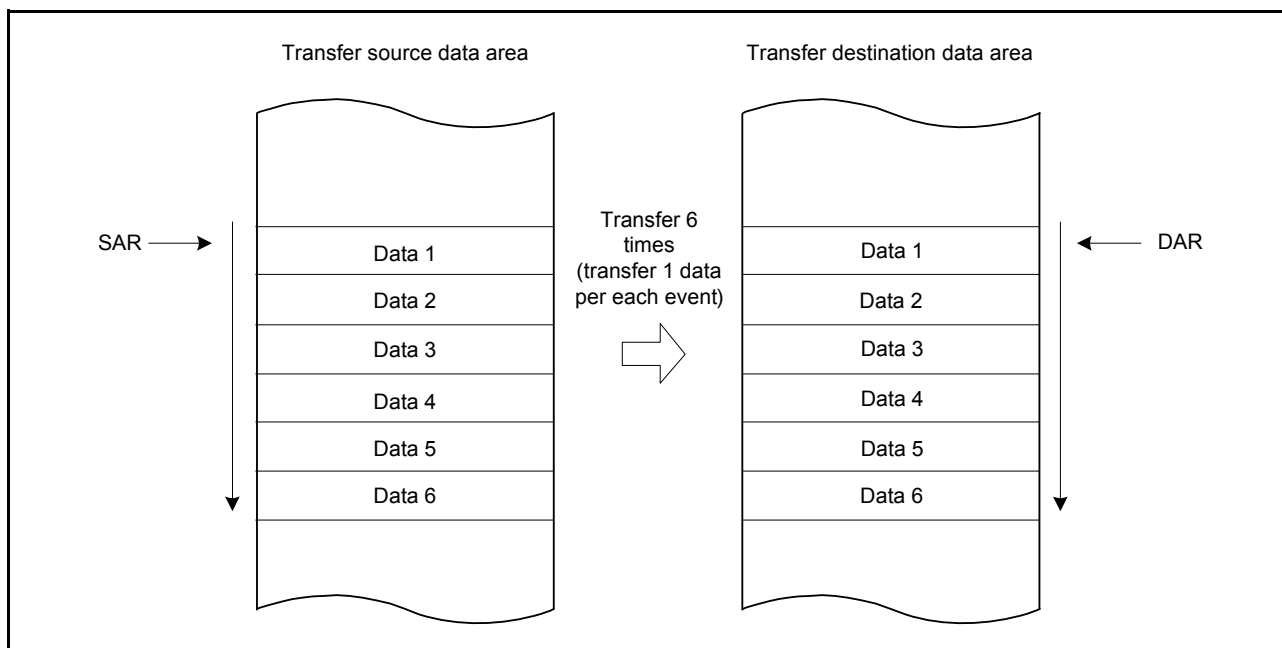 Transfer source data area
Transfer destination data area
SAR
Data 1
Data 2
Data 3
Data 4
Data 5
Data 6
Transfer 6
times
(transfer 1 data
per each event)
Data 1
Data 2
Data 3
Data 4
Data 5
Data 6
DAR